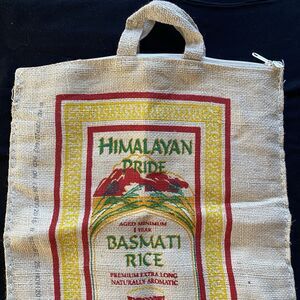 HIMALAYAN
PRIDE
AGED MINIMUM
1 YEAR
BASMATI
RICE
PREMIUM EXTRA LONG
NATURALLY AROMATIC